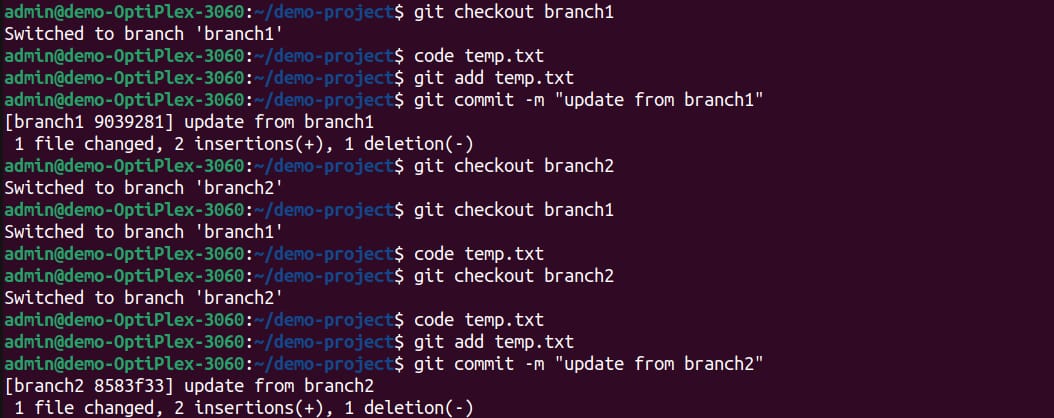 admin@demo-OptiPlex-3060:~/demo-project$ git checkout branch1
Switched to branch 'branch1'
admin@demo-OptiPlex-3060:~/demo-project$ code temp.txt
admin@demo-OptiPlex-3060:~/demo-project$ git add temp.txt
admin@demo-OptiPlex-3060:~/demo-project$ git commit -m "update from branch1"
[branch1 9039281] update from branch1
 1 file changed, 2 insertions(+), 1 deletion(-)
admin@demo-OptiPlex-3060:~/demo-project$ git checkout branch2
Switched to branch 'branch2'
admin@demo-OptiPlex-3060:~/demo-project$ git checkout branch1
Switched to branch 'branch1'
admin@demo-OptiPlex-3060:~/demo-project$ code temp.txt
admin@demo-OptiPlex-3060:~/demo-project$ git checkout branch2
Switched to branch 'branch2'
admin@demo-OptiPlex-3060:~/demo-project$ code temp.txt
admin@demo-OptiPlex-3060:~/demo-project$ git add temp.txt
admin@demo-OptiPlex-3060:~/demo-project$ git commit -m "update from branch2"
[branch2 8583f33] update from branch2
 1 file changed, 2 insertions(+), 1 deletion(-)